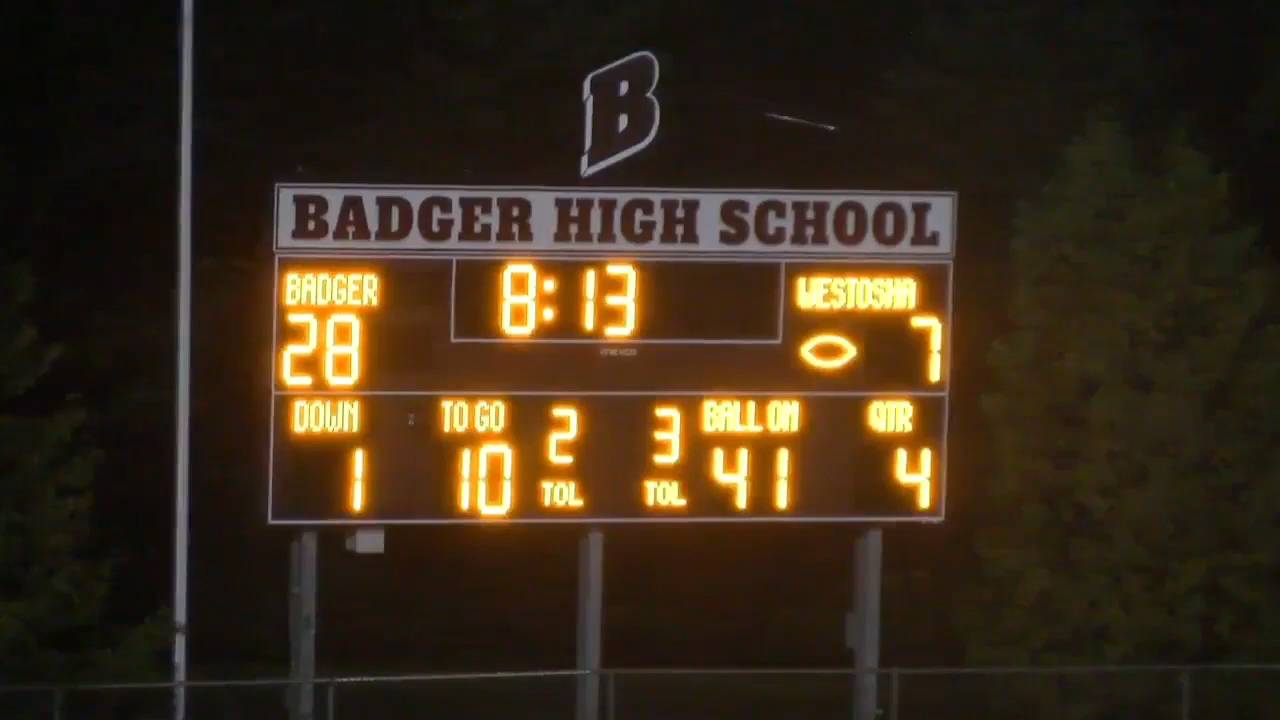 B
BADGER HIGH SCHOOL
BADGER 8:13 WESTOSHA
28 7
DOWN TO GO 2 3 BALL ON QTR
1 10 TOL TOL 41 4